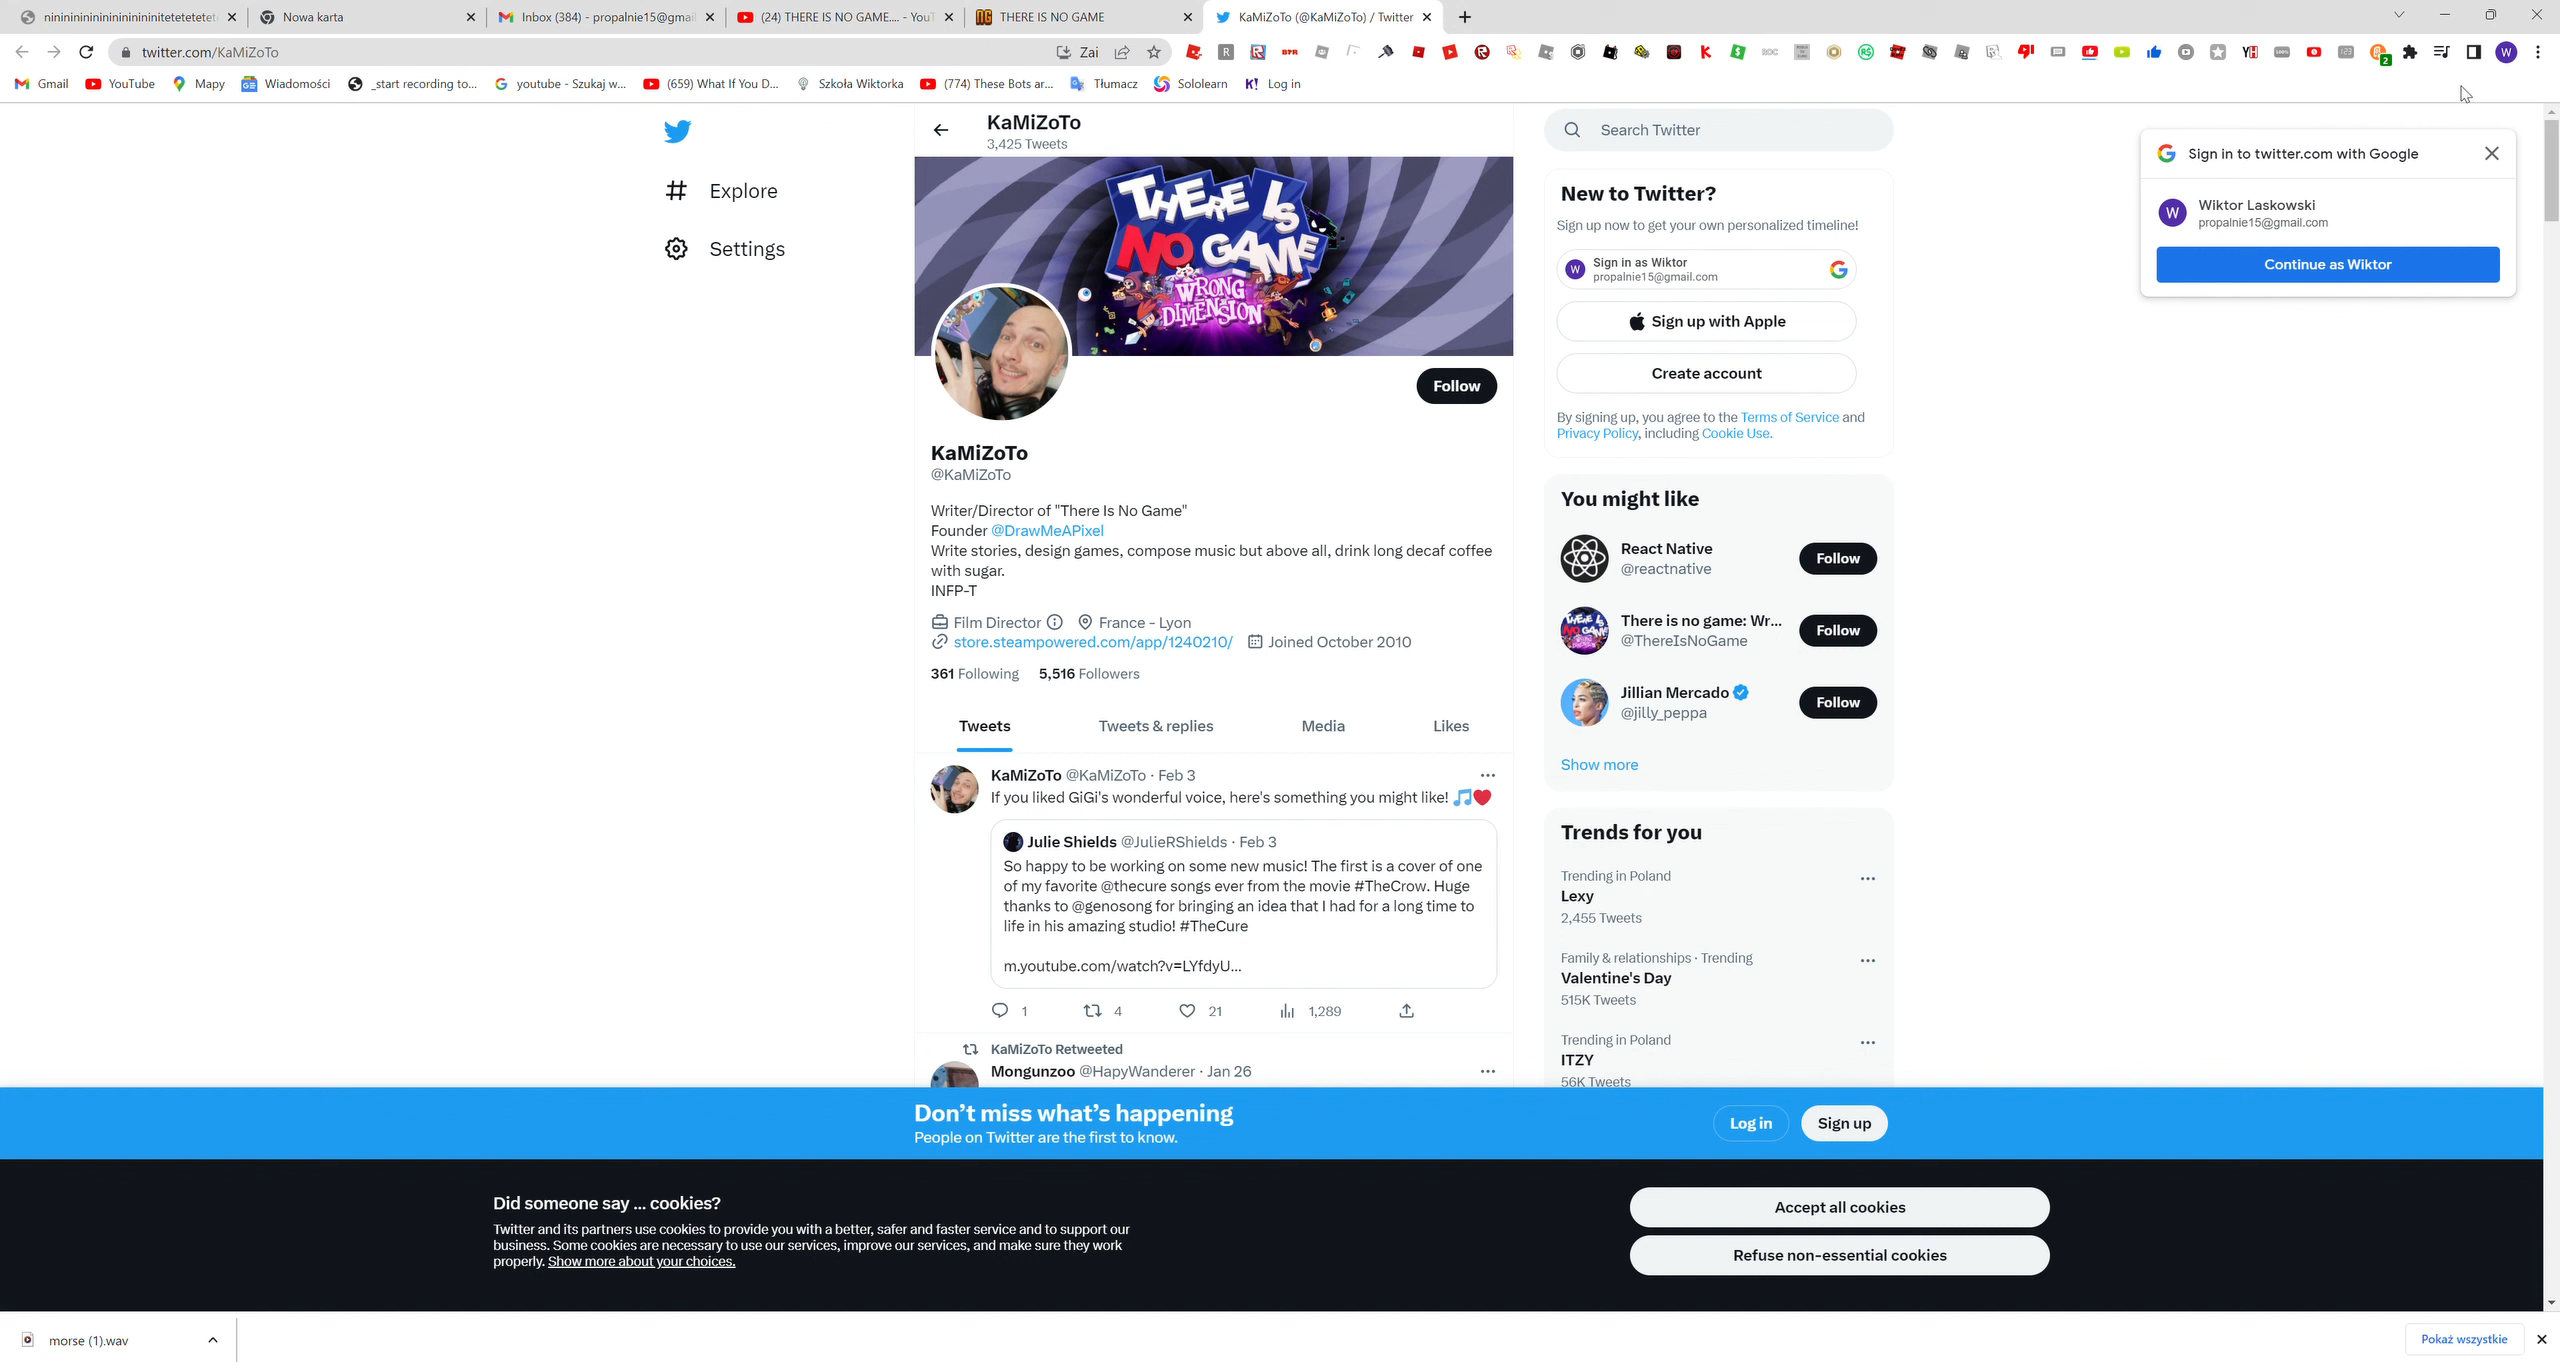 nininininininininininitetetetetet
Nowa karta
Inbox (384) - propalnie15@gmail
(24) THERE IS NO GAME.... - YouT
THERE IS NO GAME
KaMiZoTo (@KaMiZoTo) / Twitter
twitter.com/KaMiZoTo
Zai
Gmail
YouTube
Mapy
Wiadomości
_start recording to...
youtube - Szukaj w...
(659) What If You D...
Szkoła Wiktorka
(774) These Bots ar...
Tłumacz
Sololearn
Log in
KaMiZoTo
3,425 Tweets
Explore
Settings
THERE IS NO GAME
WRONG DIMENSION
Follow
KaMiZoTo
@KaMiZoTo
Writer/Director of "There Is No Game"
Founder @DrawMeAPixel
Write stories, design games, compose music but above all, drink long decaf coffee
with sugar.
INFP-T
Film Director France - Lyon
store.steampowered.com/app/1240210/ Joined October 2010
361 Following 5,516 Followers
Tweets Tweets & replies Media Likes
KaMiZoTo @KaMiZoTo · Feb 3
If you liked GiGi's wonderful voice, here's something you might like! 🎵❤️
Julie Shields @JulieRShields · Feb 3
So happy to be working on some new music! The first is a cover of one
of my favorite @thecure songs ever from the movie #TheCrow. Huge
thanks to @genosong for bringing an idea that I had for a long time to
life in his amazing studio! #TheCure
m.youtube.com/watch?v=LYfdyU...
1 4 21 1,289
KaMiZoTo Retweeted
Mongunzoo @HapyWanderer · Jan 26
Search Twitter
New to Twitter?
Sign up now to get your own personalized timeline!
W
Sign in as Wiktor
propalnie15@gmail.com
Sign up with Apple
Create account
By signing up, you agree to the Terms of Service and
Privacy Policy, including Cookie Use.
You might like
React Native
@reactnative
Follow
There is no game: Wr...
@ThereIsNoGame
Follow
Jillian Mercado
@jilly_peppa
Follow
Show more
Trends for you
Trending in Poland
Lexy
2,455 Tweets
Family & relationships · Trending
Valentine's Day
515K Tweets
Trending in Poland
ITZY
56K Tweets
Sign in to twitter.com with Google
W
Wiktor Laskowski
propalnie15@gmail.com
Continue as Wiktor
Don't miss what's happening
People on Twitter are the first to know.
Log in
Sign up
Did someone say … cookies?
Twitter and its partners use cookies to provide you with a better, safer and faster service and to support our
business. Some cookies are necessary to use our services, improve our services, and make sure they work
properly. Show more about your choices.
Accept all cookies
Refuse non-essential cookies
morse (1).wav
Pokaż wszystkie